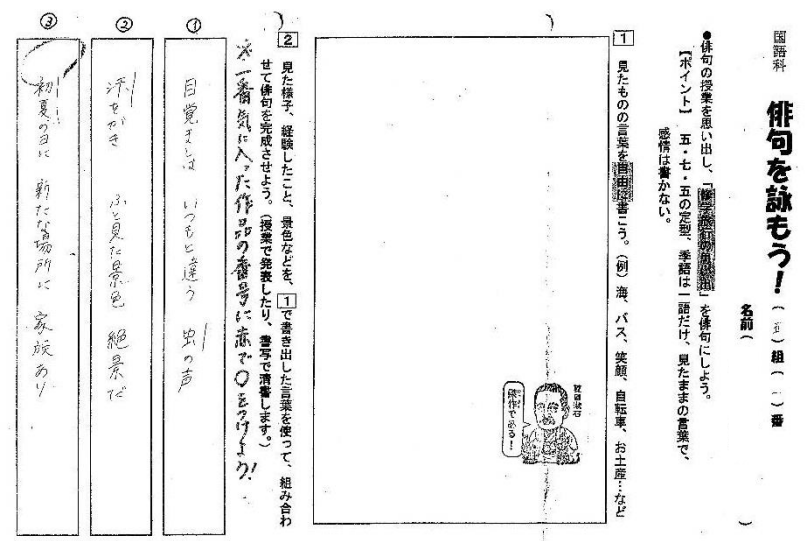 国語科
俳句を詠もう！
（五）組（一）番
名前（　）
●俳句の授業を思い出し、「修学旅行の思い出」を俳句にしよう。
【ポイント】五・七・五の定型、季語は一語だけ、見たままの言葉で、
感情は書かない。
1 見たものの言葉を自由に書こう。（例）海、バス、笑顔、自転車、お土産…など
傑作である！
2 見た様子、経験したこと、景色などを、1で書き出した言葉を使って、組み合わ
せて俳句を完成させよう。（授業で発表したり、書写で清書します。）
※一番気に入った作品の番号に赤で○をつけよう！
① 目覚ましは いつもと違う 虫の声
② 汗をかき ふと見た景色 絶景だ
③ 初夏の日に 新たな場所に 家族あり